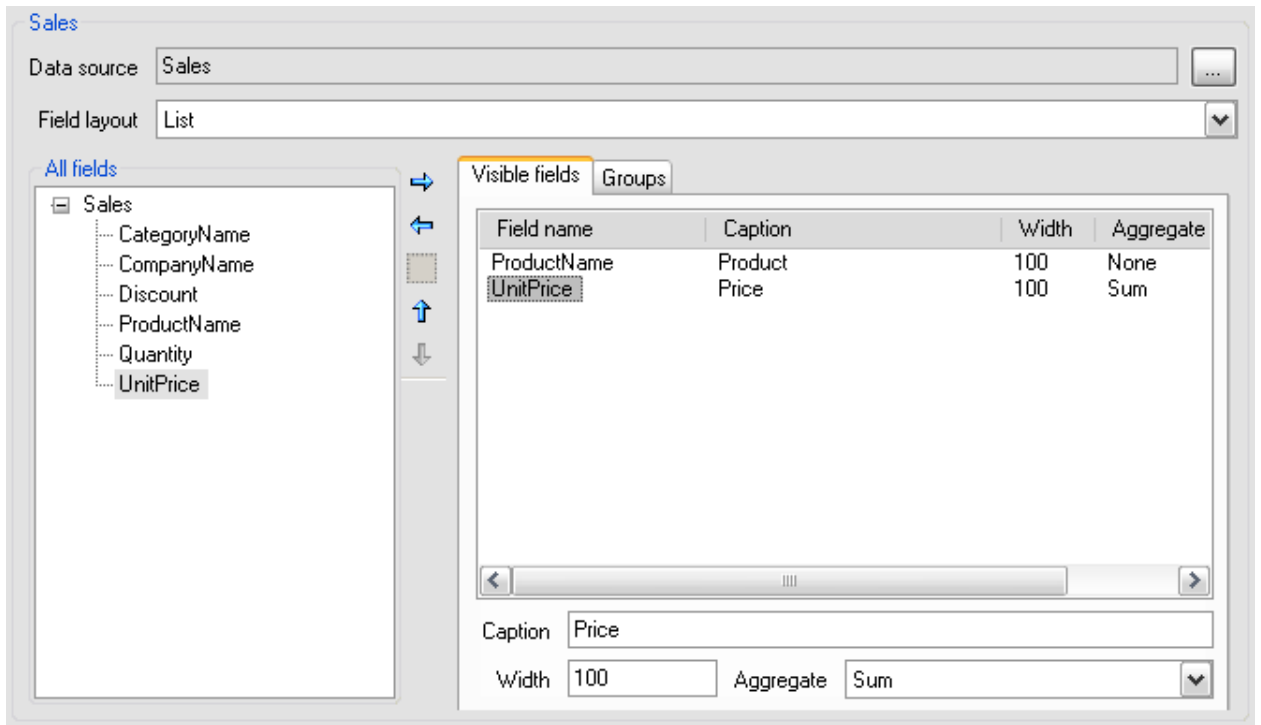 Sales
Data source Sales ...
Field layout List
All fields
Sales
CategoryName
CompanyName
Discount
ProductName
Quantity
UnitPrice
Visible fields Groups
Field name Caption Width Aggregate
ProductName Product 100 None
UnitPrice Price 100 Sum
Caption Price
Width 100 Aggregate Sum